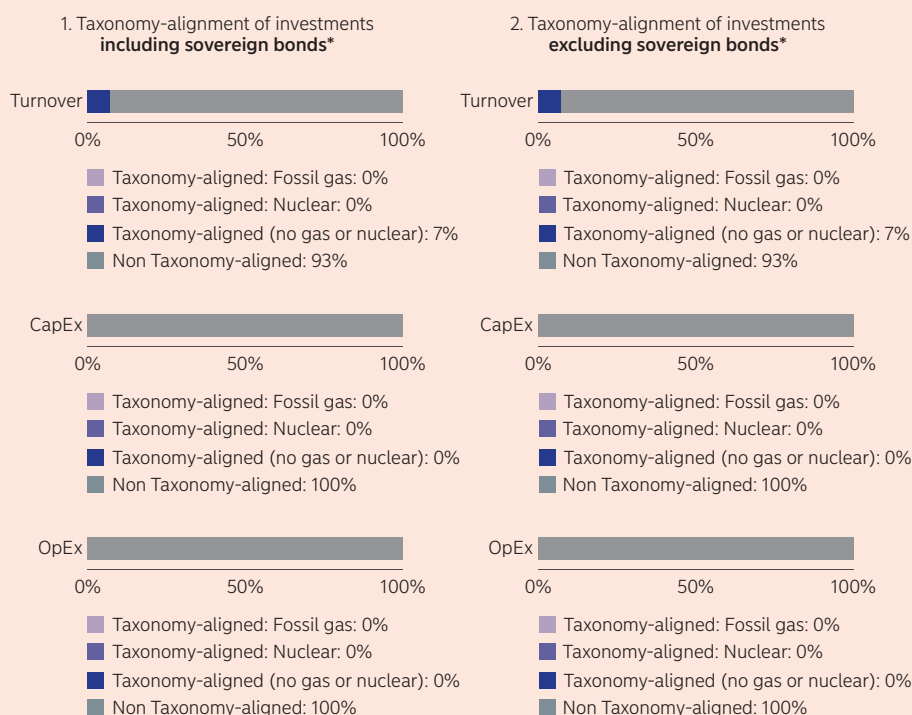 1. Taxonomy-alignment of investments
including sovereign bonds*
Turnover
0% 50% 100%
Taxonomy-aligned: Fossil gas: 0%
Taxonomy-aligned: Nuclear: 0%
Taxonomy-aligned (no gas or nuclear): 7%
Non Taxonomy-aligned: 93%
CapEx
0% 50% 100%
Taxonomy-aligned: Fossil gas: 0%
Taxonomy-aligned: Nuclear: 0%
Taxonomy-aligned (no gas or nuclear): 0%
Non Taxonomy-aligned: 100%
OpEx
0% 50% 100%
Taxonomy-aligned: Fossil gas: 0%
Taxonomy-aligned: Nuclear: 0%
Taxonomy-aligned (no gas or nuclear): 0%
Non Taxonomy-aligned: 100%
2. Taxonomy-alignment of investments
excluding sovereign bonds*
Turnover
0% 50% 100%
Taxonomy-aligned: Fossil gas: 0%
Taxonomy-aligned: Nuclear: 0%
Taxonomy-aligned (no gas or nuclear): 7%
Non Taxonomy-aligned: 93%
CapEx
0% 50% 100%
Taxonomy-aligned: Fossil gas: 0%
Taxonomy-aligned: Nuclear: 0%
Taxonomy-aligned (no gas or nuclear): 0%
Non Taxonomy-aligned: 100%
OpEx
0% 50% 100%
Taxonomy-aligned: Fossil gas: 0%
Taxonomy-aligned: Nuclear: 0%
Taxonomy-aligned (no gas or nuclear): 0%
Non Taxonomy-aligned: 100%